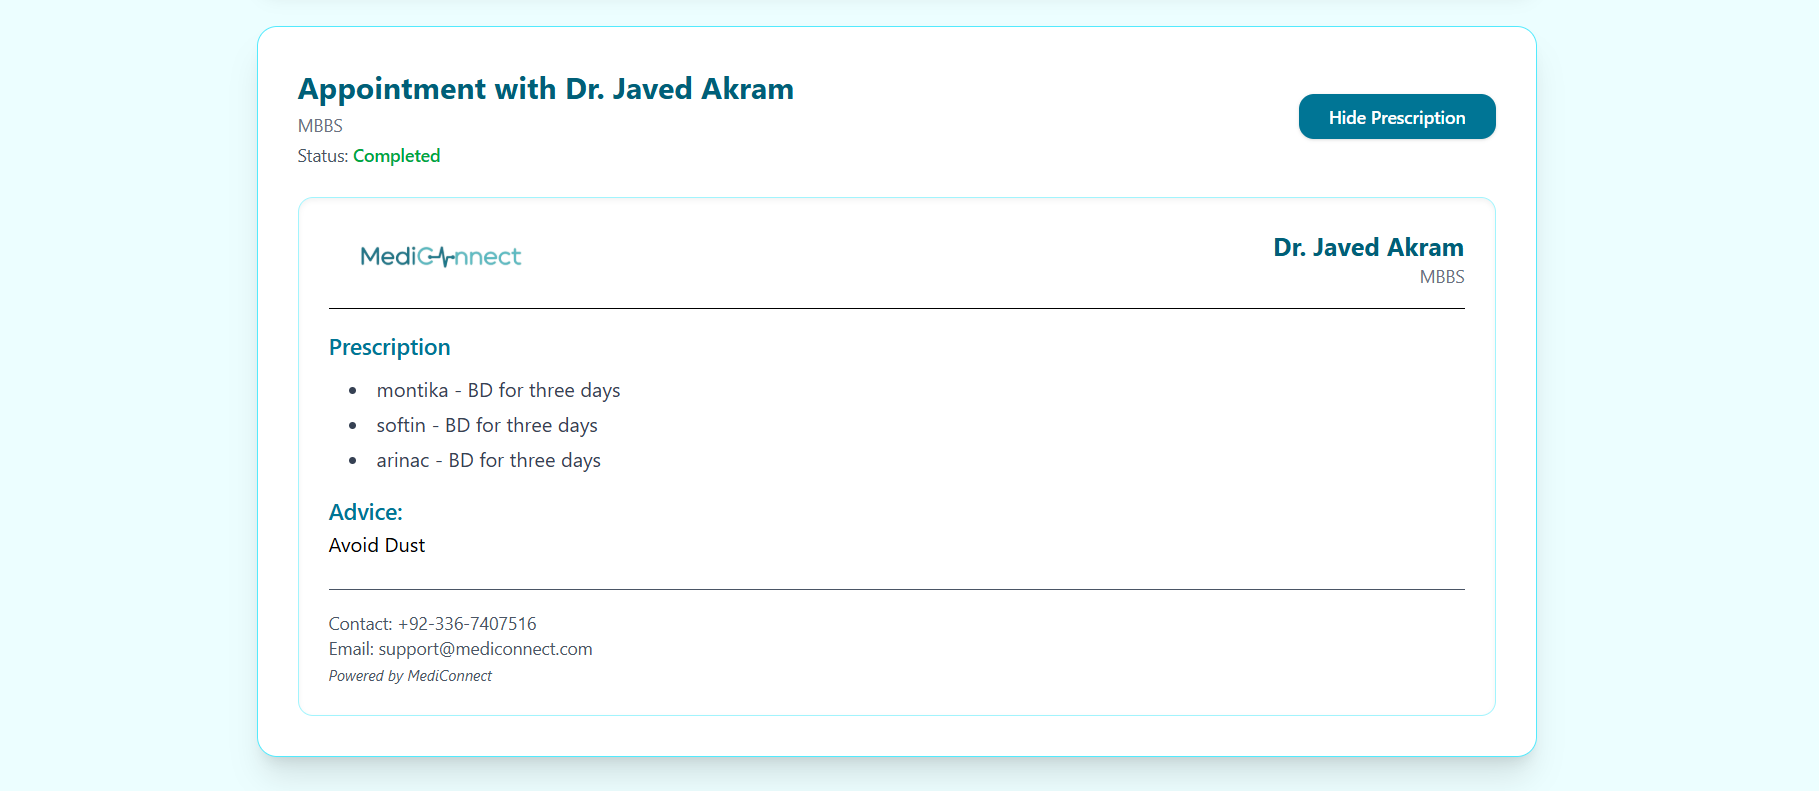 Appointment with Dr. Javed Akram
MBBS
Status: Completed
Hide Prescription
MediConnect
Dr. Javed Akram
MBBS
Prescription
• montika - BD for three days
• softin - BD for three days
• arinac - BD for three days
Advice:
Avoid Dust
Contact: +92-336-7407516
Email: support@mediconnect.com
Powered by MediConnect